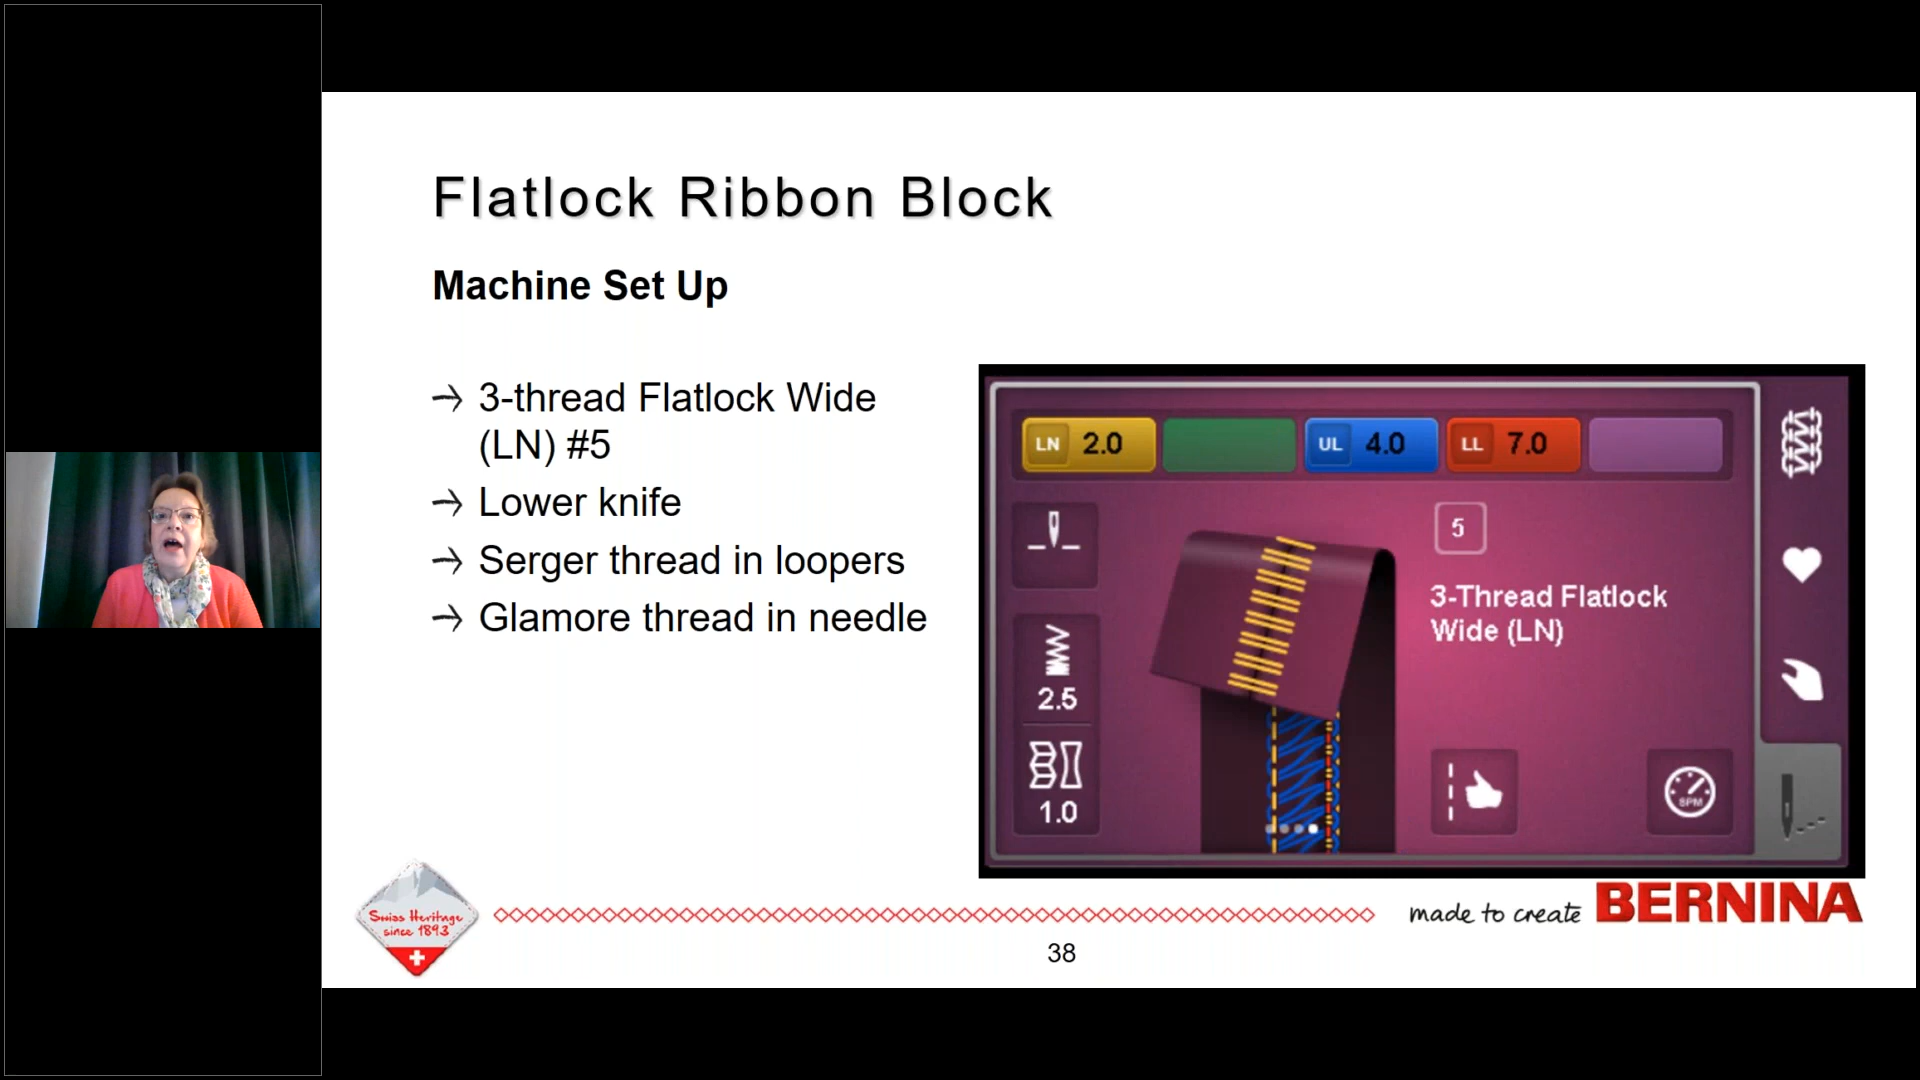 Flatlock Ribbon Block
Machine Set Up
→ 3-thread Flatlock Wide
(LN) #5
→ Lower knife
→ Serger thread in loopers
→ Glamore thread in needle
LN 2.0
UL 4.0
LL 7.0
5
3-Thread Flatlock
Wide (LN)
2.5
1.0
SPM
Swiss Heritage
since 1893
made to create BERNINA
38